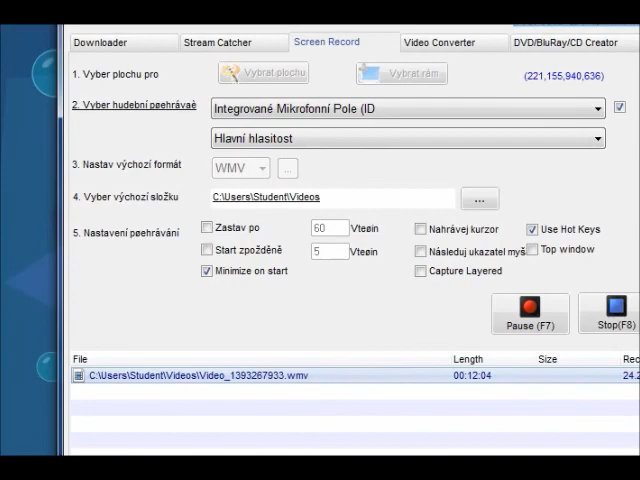 Downloader
Stream Catcher
Screen Record
Video Converter
DVD/BluRay/CD Creator
1. Vyber plochu pro
Vybrat plochu
Vybrat rám
(221,155,940,636)
2. Vyber hudební pøehrávaè
Integrované Mikrofonní Pole (ID
Hlavní hlasitost
3. Nastav výchozí formát
WMV
...
4. Vyber výchozí složku
C:\Users\Student\Videos
...
5. Nastavení pøehrávání
Zastav po
60
Vteøin
Nahrávej kurzor
Use Hot Keys
Start zpožděně
5
Vteøin
Následuj ukazatel myš
Top window
Minimize on start
Capture Layered
Pause (F7)
Stop(F8)
File
Length
Size
Rec
C:\Users\Student\Videos\Video_1393267933.wmv
00:12:04
24.2